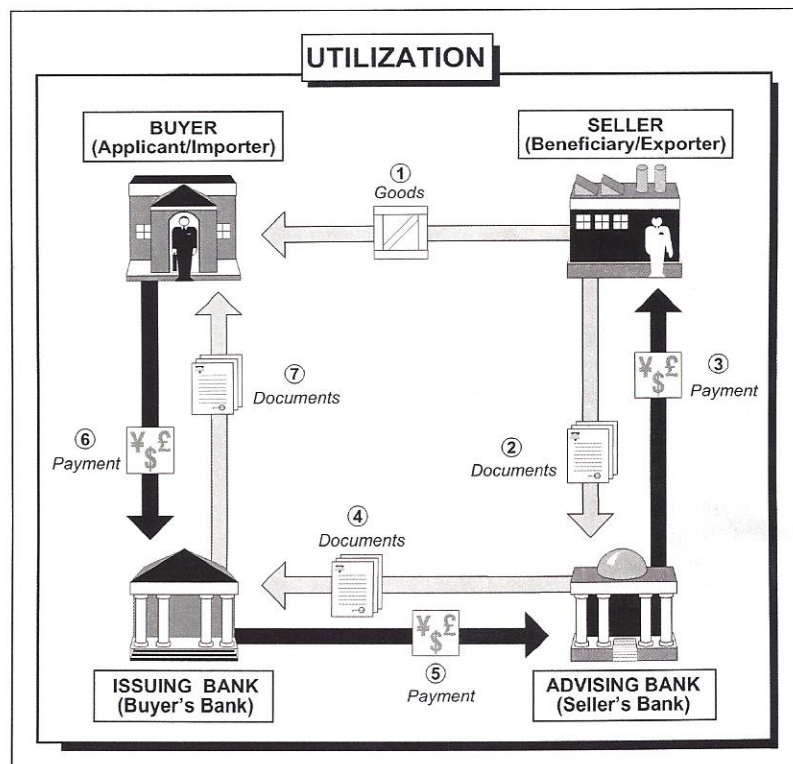 UTILIZATION
BUYER
(Applicant/Importer)
SELLER
(Beneficiary/Exporter)
①
Goods
⑦
Documents
③
Payment
⑥
Payment
②
Documents
④
Documents
¥ $ £
¥ $ £
¥ $ £
⑤
Payment
ISSUING BANK
(Buyer's Bank)
ADVISING BANK
(Seller's Bank)